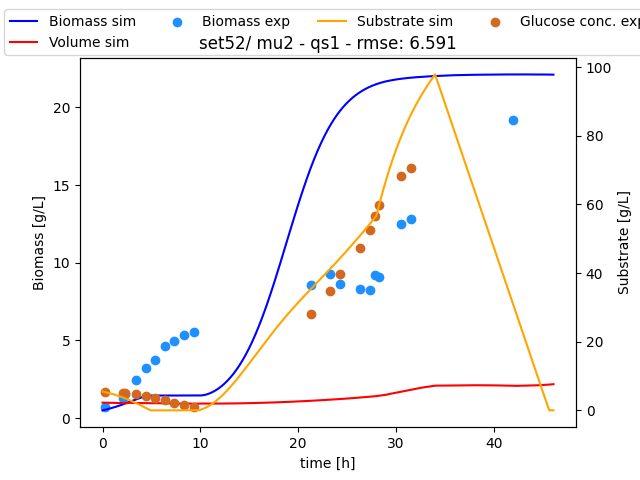 Biomass sim Biomass exp Substrate sim Glucose conc. exp
Volume sim
set52/ mu2 - qs1 - rmse: 6.591
Biomass [g/L]
20
15
10
5
0
100
80
60
40
20
0
Substrate [g/L]
0 10 20 30 40
time [h]